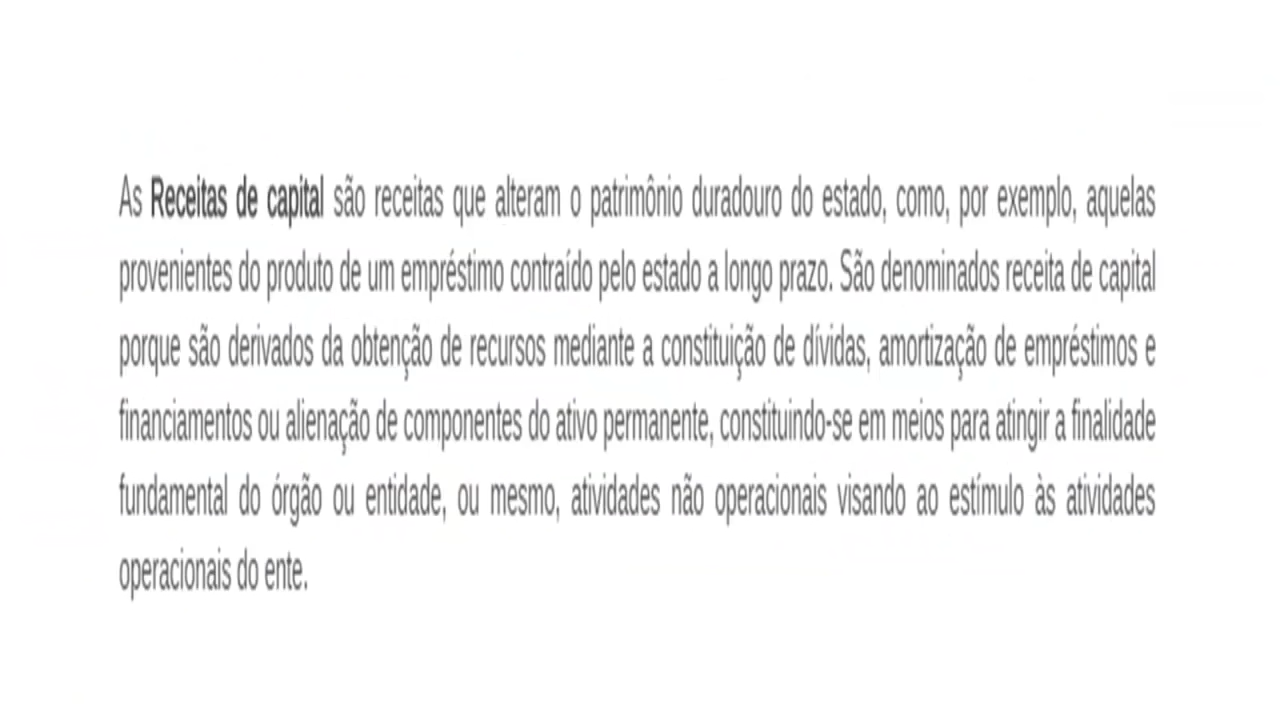 As Receitas de capital são receitas que alteram o patrimônio duradouro do estado, como, por exemplo, aquelas
provenientes do produto de um empréstimo contraído pelo estado a longo prazo. São denominados receita de capital
porque são derivados da obtenção de recursos mediante a constituição de dívidas, amortização de empréstimos e
financiamentos ou alienação de componentes do ativo permanente, constituindo-se em meios para atingir a finalidade
fundamental do órgão ou entidade, ou mesmo, atividades não operacionais visando ao estímulo às atividades
operacionais do ente.